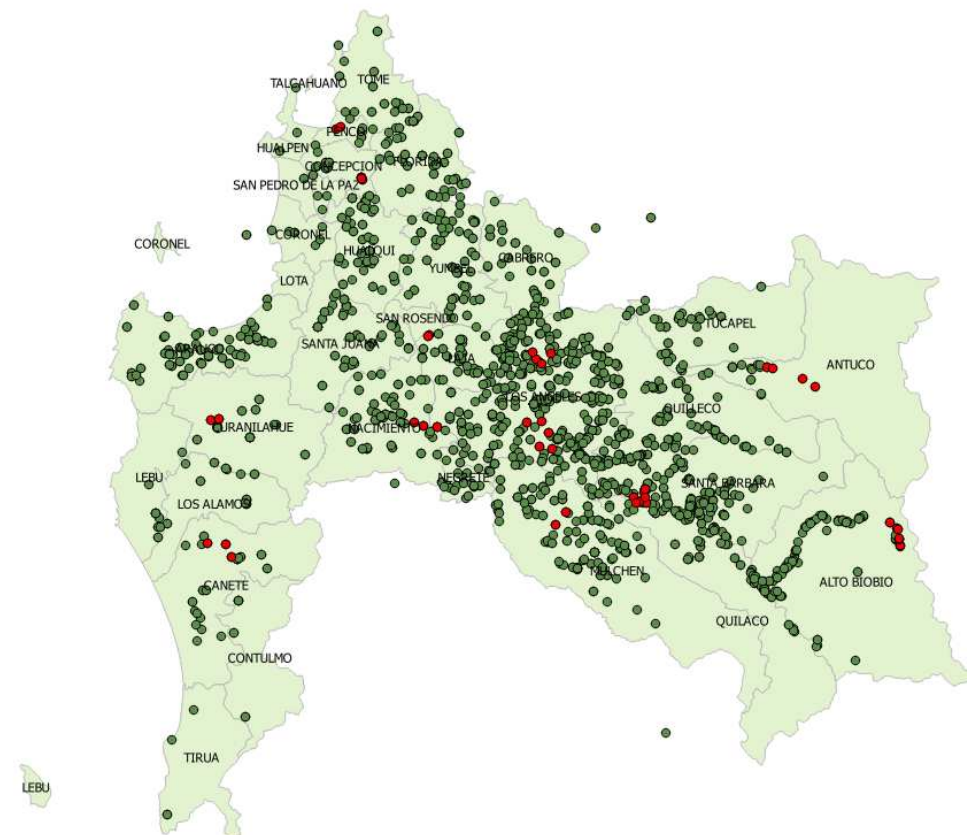 TALCAHUANO
TOME
PENCO
HUALPEN
CONCEPCION
FLORIDA
SAN PEDRO DE LA PAZ
CORONEL
CORONEL
HUALQUI
YUMBEL
CABRERO
LOTA
SAN ROSENDO
TUCAPEL
ARAUCO
SANTA JUANA
LAJA
ANTUCO
LOS ANGELES
QUILLECO
CURANILAHUE
NACIMIENTO
LEBU
NEGRETE
SANTA BARBARA
LOS ALAMOS
MULCHEN
ALTO BIOBIO
CANETE
QUILACO
CONTULMO
TIRUA
LEBU